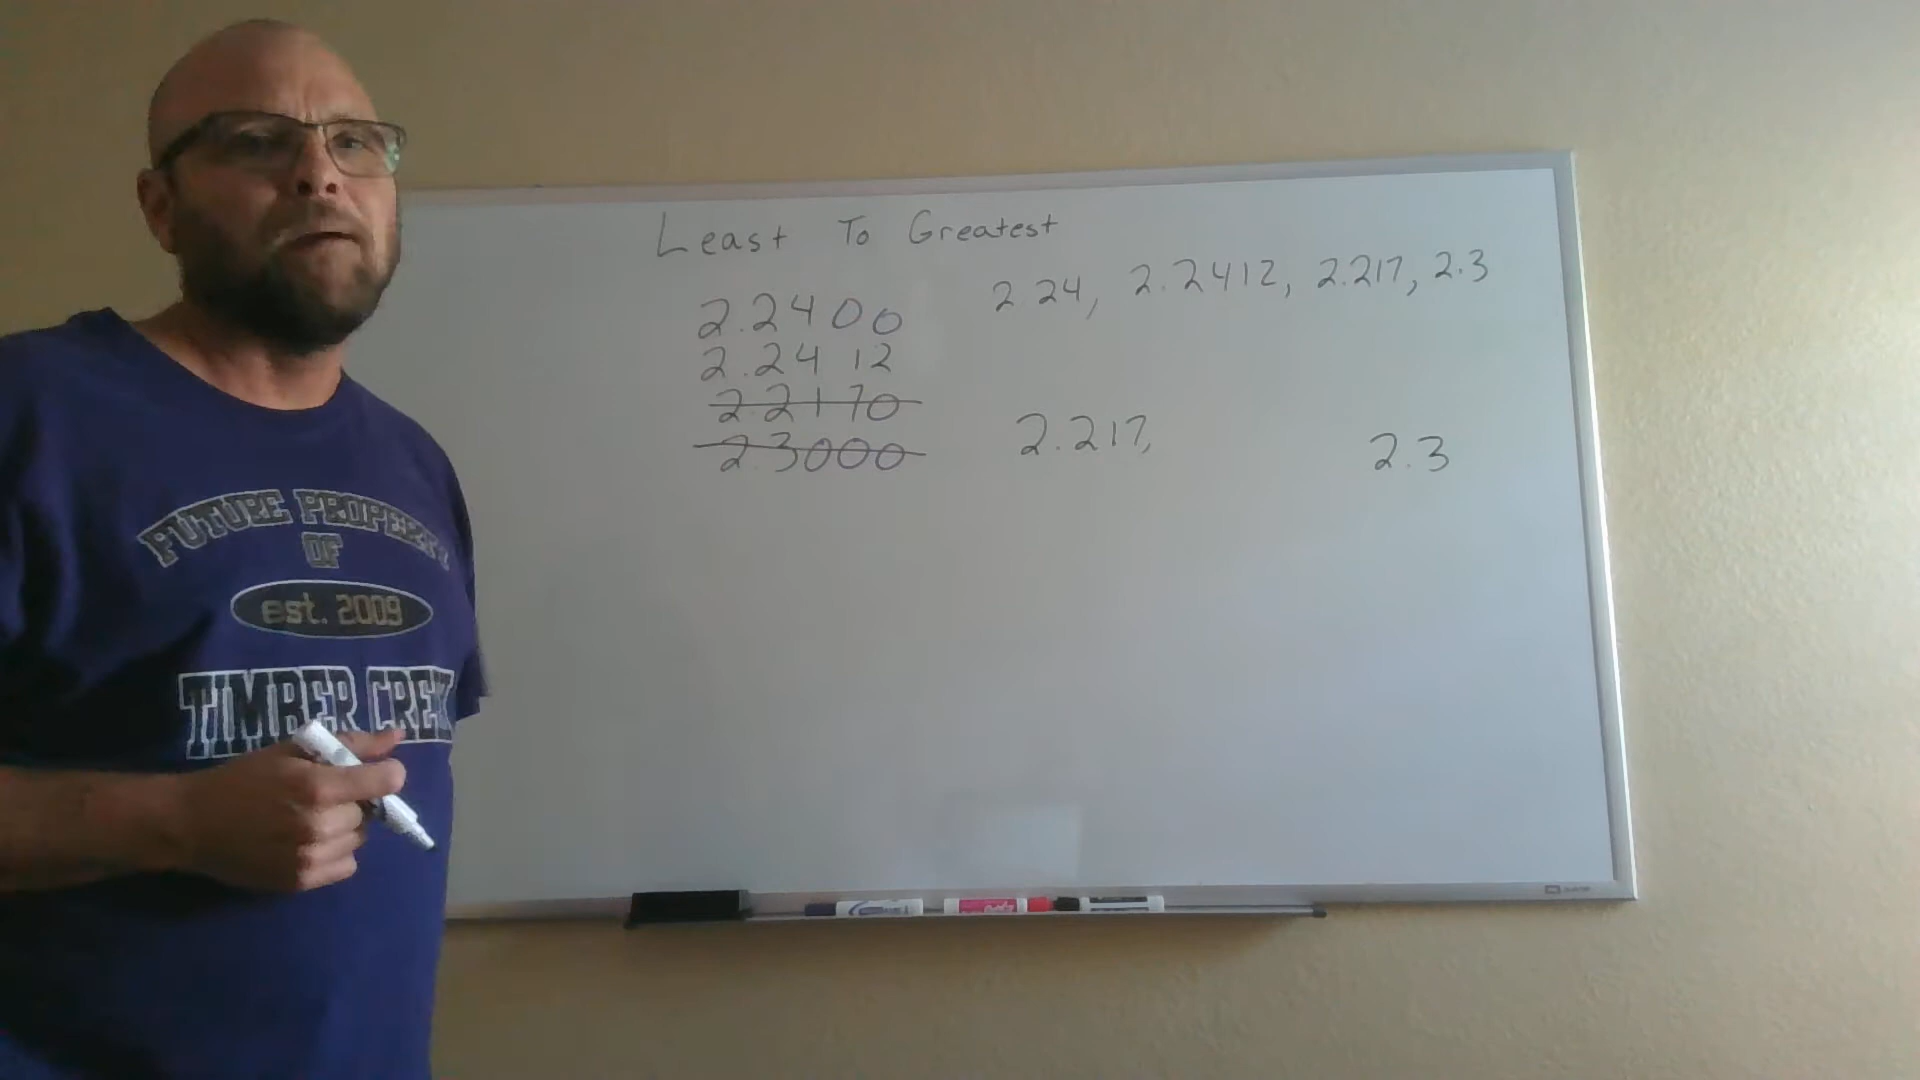 Least To Greatest
2.24, 2.2412, 2.217, 2.3
2.2400
2.2412
2.2170
2.3000
2.217, 2.3
FUTURE PROPERTY
OF
est. 2009
TIMBER CREEK